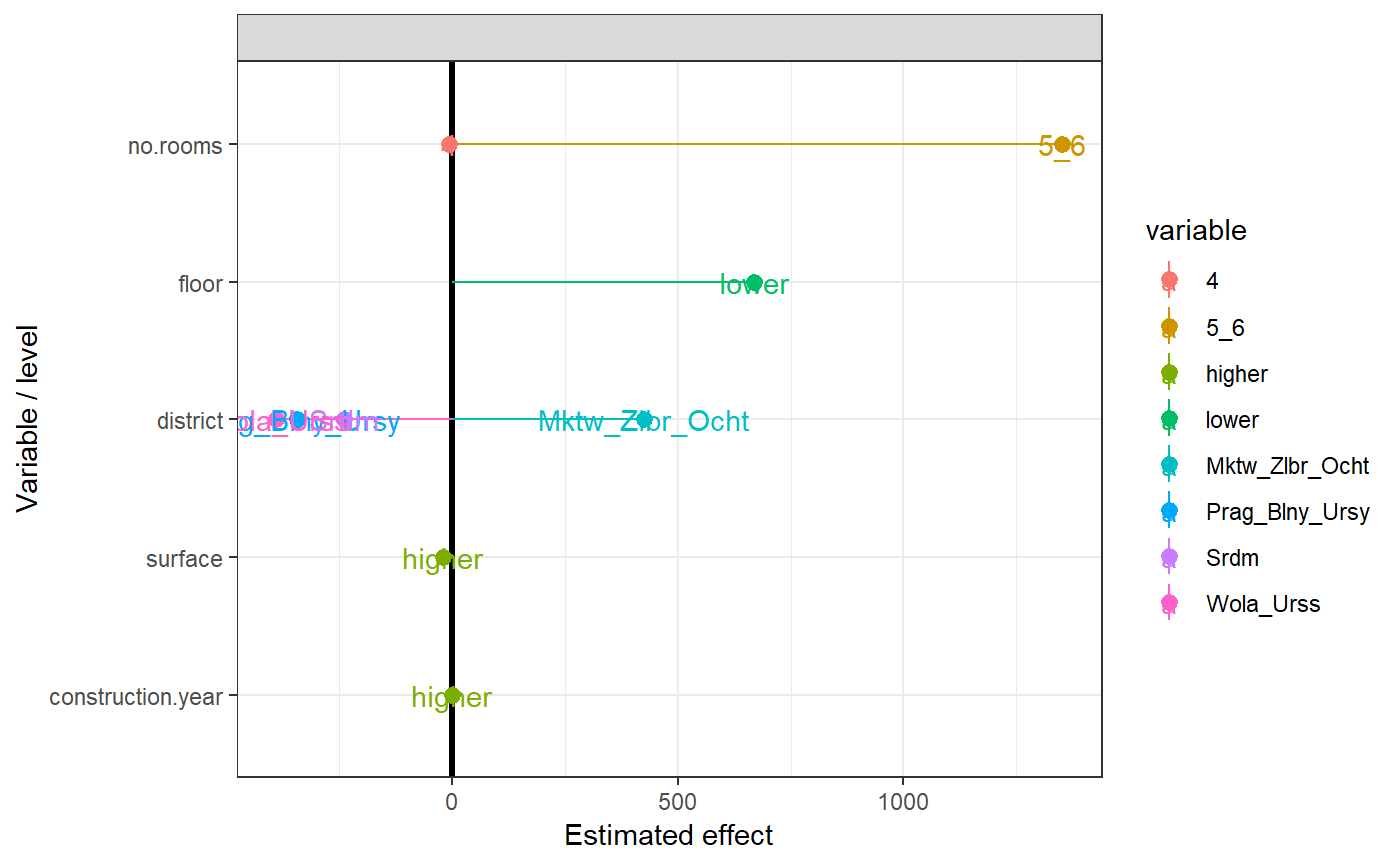 no.rooms
5_6
floor
lower
district
Mktw_Zlbr_Ocht
surface
higher
construction.year
higher
0
500
1000
Estimated effect
Variable / level
variable
4
5_6
higher
lower
Mktw_Zlbr_Ocht
Prag_Blny_Ursy
Srdm
Wola_Urss